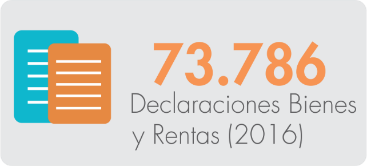 73.786
Declaraciones Bienes
y Rentas (2016)